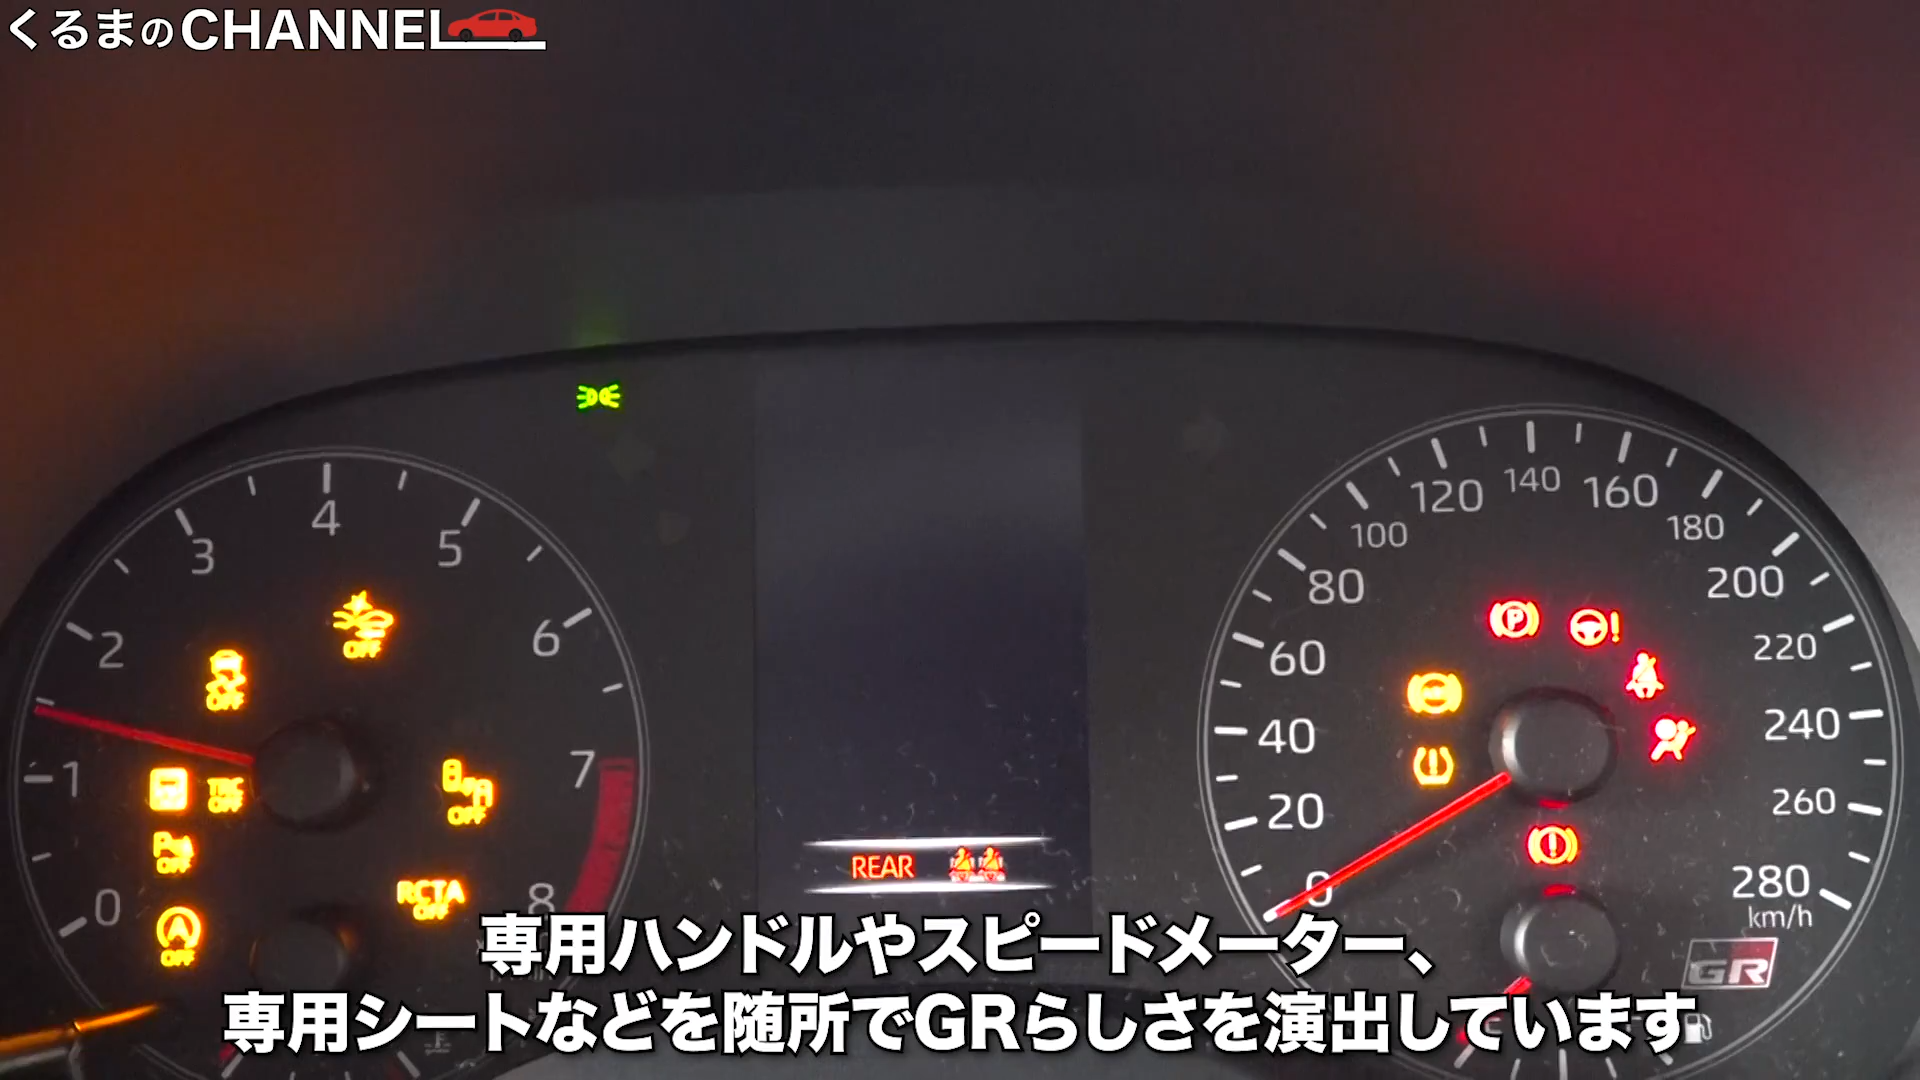 くるまのCHANNEL
4
3
5
2
6
OFF
OFF
1
7
TRC
OFF
OFF
OFF
RCTA
OFF
0
8
A
OFF
REAR
120
140
160
100
180
80
200
P
!
60
220
ABS
40
240
!
20
260
!
0
280
km/h
GR
専用ハンドルやスピードメーター、
専用シートなどを随所でGRらしさを演出しています